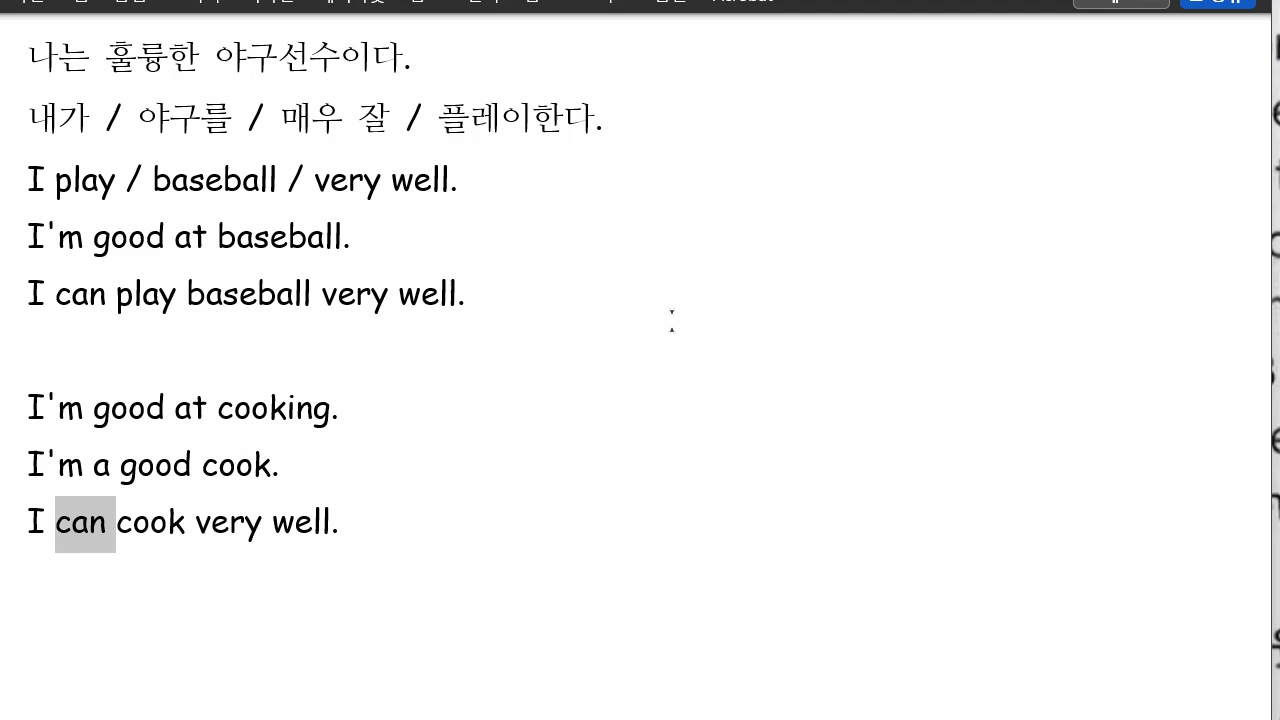 나는 훌륭한 야구선수이다.
내가 / 야구를 / 매우 잘 / 플레이한다.
I play / baseball / very well.
I'm good at baseball.
I can play baseball very well.
I'm good at cooking.
I'm a good cook.
I can cook very well.